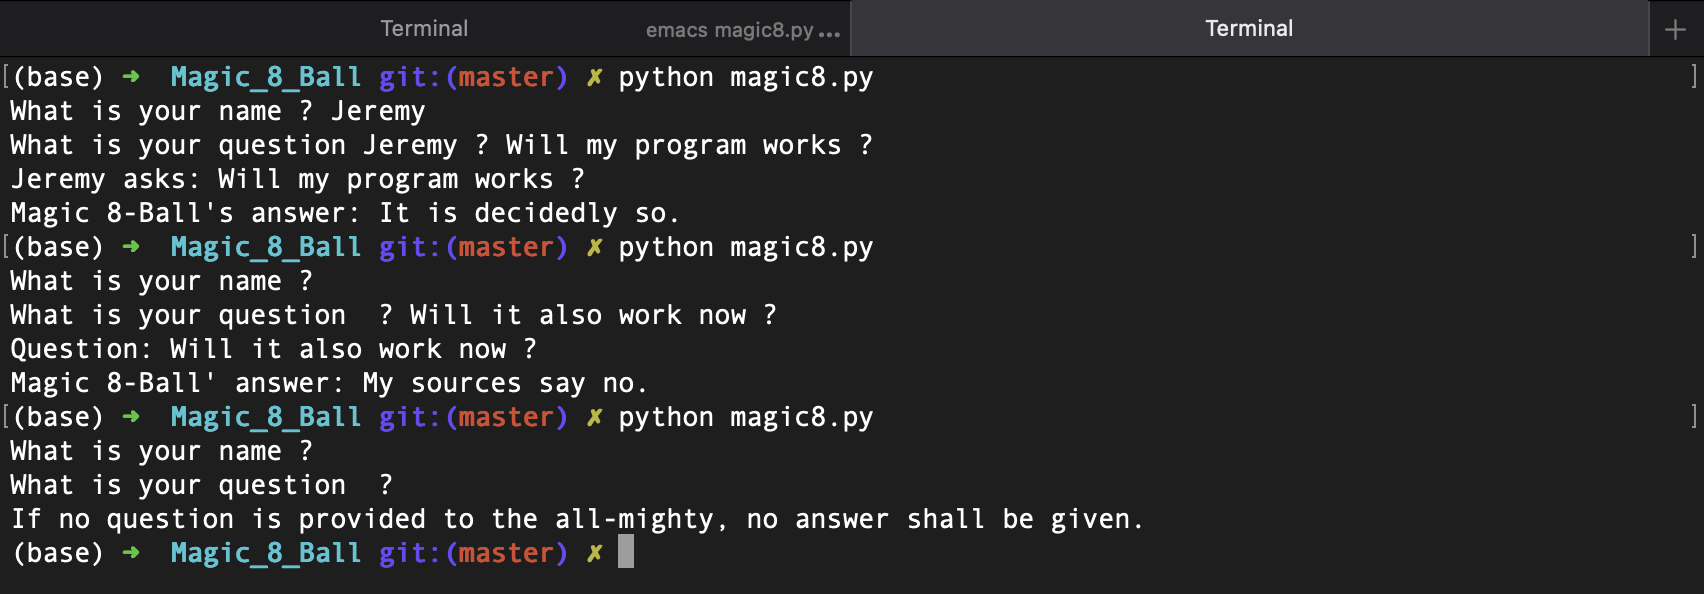 Terminal
emacs magic8.py...
Terminal
+
[(base) ➜ Magic_8_Ball git:(master) ✗ python magic8.py ]
What is your name ? Jeremy
What is your question Jeremy ? Will my program works ?
Jeremy asks: Will my program works ?
Magic 8-Ball's answer: It is decidedly so.
[(base) ➜ Magic_8_Ball git:(master) ✗ python magic8.py ]
What is your name ?
What is your question  ? Will it also work now ?
Question: Will it also work now ?
Magic 8-Ball' answer: My sources say no.
[(base) ➜ Magic_8_Ball git:(master) ✗ python magic8.py ]
What is your name ?
What is your question  ?
If no question is provided to the all-mighty, no answer shall be given.
(base) ➜ Magic_8_Ball git:(master) ✗